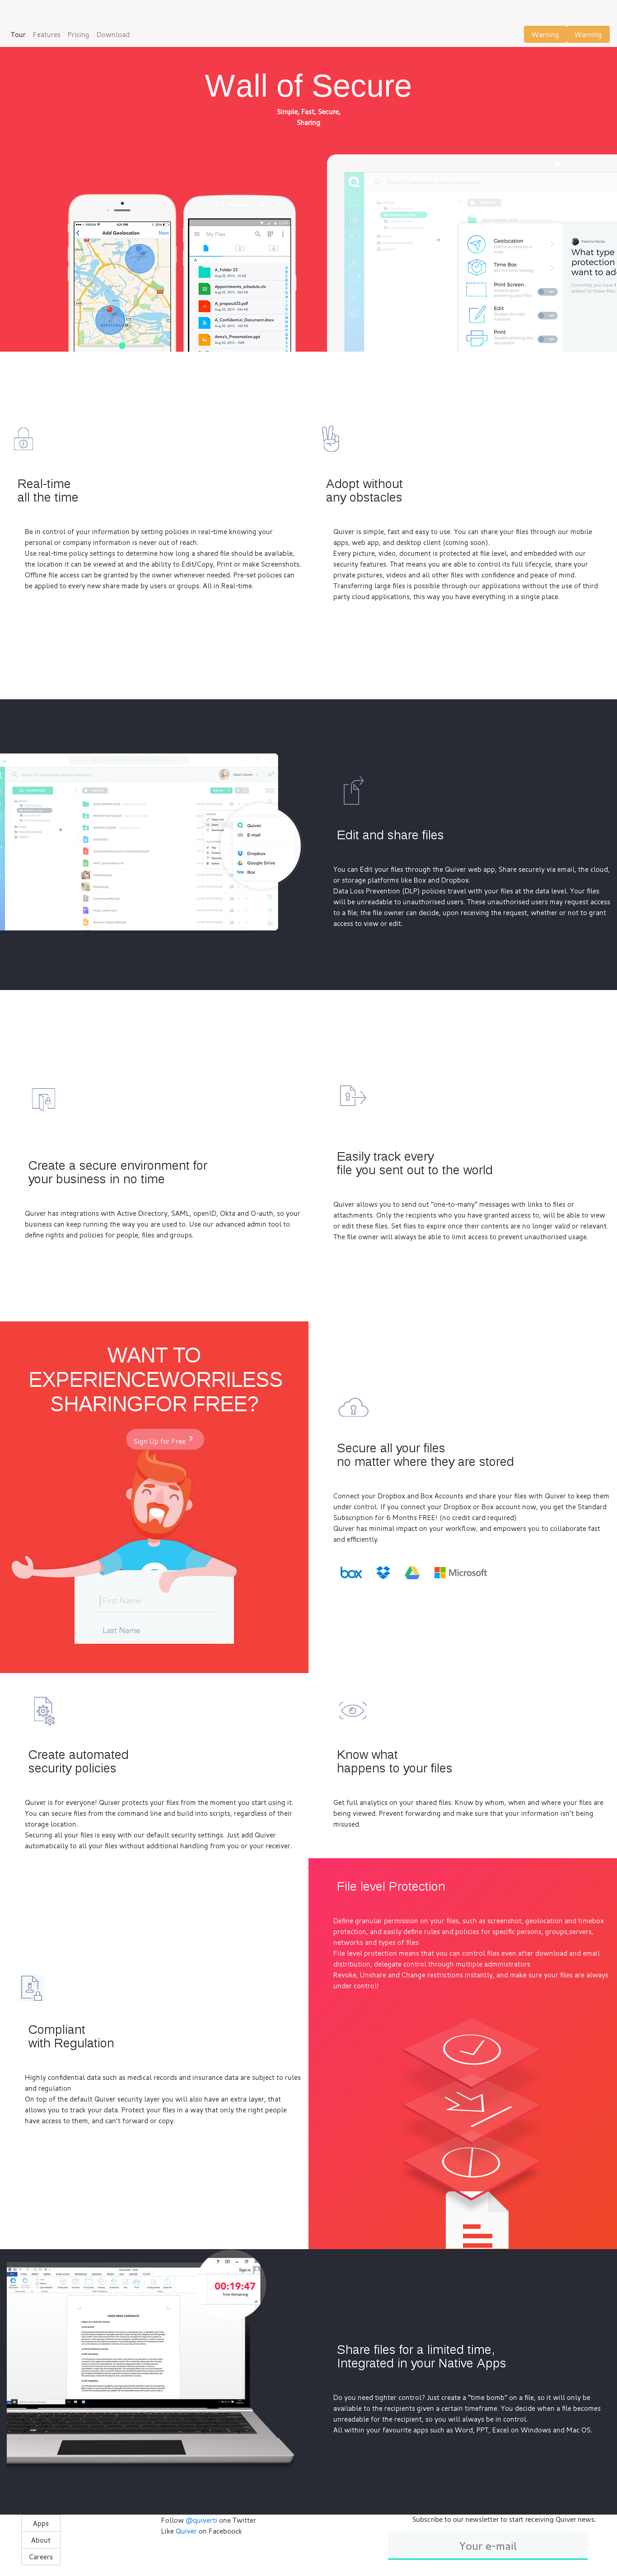 Tour Features Pricing Download
Warning Warning
Wall of Secure
Simple, Fast, Secure,
Sharing
Add Geolocation
Next
AMSTERDAM
My Files
A
A_Folder 23
Appointments_schedule.xls
A_proposal23.pdf
A_Confidential_Document.docx
Anne's_Presentation.ppt
Geolocation
Time Box
Set the time sharing
Print Screen
Edit
Print
What type
protection
want to ad
Real-time
all the time
Be in control of your information by setting policies in real-time knowing your
personal or company information is never out of reach.
Use real-time policy settings to determine how long a shared file should be available,
the location it can be viewed at and the ability to Edit/Copy, Print or make Screenshots.
Offline file access can be granted by the owner whenever needed. Pre-set policies can
be applied to every new share made by users or groups. All in Real-time.
Adopt without
any obstacles
Quiver is simple, fast and easy to use. You can share your files through our mobile
apps, web app, and desktop client (coming soon).
Every picture, video, document is protected at file level, and embedded with our
security features. That means you are able to control its full lifecycle, share your
private pictures, videos and all other files with confidence and peace of mind.
Transferring large files is possible through our applications without the use of third
party cloud applications, this way you have everything in a single place.
Quiver
E-mail
Dropbox
Google Drive
Box
Edit and share files
You can Edit your files through the Quiver web app, Share securely via email, the cloud,
or storage platforms like Box and Dropbox.
Data Loss Prevention (DLP) policies travel with your files at the data level. Your files
will be unreadable to unauthorised users. These unauthorised users may request access
to a file; the file owner can decide, upon receiving the request, whether or not to grant
access to view or edit.
Create a secure environment for
your business in no time
Quiver has integrations with Active Directory, SAML, openID, Okta and O-auth, so your
business can keep running the way you are used to. Use our advanced admin tool to
define rights and policies for people, files and groups.
Easily track every
file you sent out to the world
Quiver allows you to send out "one-to-many" messages with links to files or
attachments. Only the recipients who you have granted access to, will be able to view
or edit these files. Set files to expire once their contents are no longer valid or relevant.
The file owner will always be able to limit access to prevent unauthorised usage.
WANT TO
EXPERIENCEWORRILESS
SHARINGFOR FREE?
Sign Up for Free
First Name
Last Name
Secure all your files
no matter where they are stored
Connect your Dropbox and Box Accounts and share your files with Quiver to keep them
under control. If you connect your Dropbox or Box account now, you get the Standard
Subscription for 6 Months FREE! (no credit card required)
Quiver has minimal impact on your workflow, and empowers you to collaborate fast
and efficiently.
box Microsoft
Create automated
security policies
Quiver is for everyone! Quiver protects your files from the moment you start using it.
You can secure files from the command line and build into scripts, regardless of their
storage location.
Securing all your files is easy with our default security settings. Just add Quiver
automatically to all your files without additional handling from you or your receiver.
Know what
happens to your files
Get full analytics on your shared files. Know by whom, when and where your files are
being viewed. Prevent forwarding and make sure that your information isn't being
misused.
Compliant
with Regulation
Highly confidential data such as medical records and insurance data are subject to rules
and regulation
On top of the default Quiver security layer you will also have an extra layer, that
allows you to track your data. Protect your files in a way that only the right people
have access to them, and can't forward or copy.
File level Protection
Define granular permission on your files, such as screenshot, geolocation and timebox
protection, and easily define rules and policies for specific persons, groups,servers,
networks and types of files
File level protection means that you can control files even after download and email
distribution, delegate control through multiple administrators
Revoke, Unshare and Change restrictions instantly, and make sure your files are always
under control!
Sign in
00:19:47
Time Remaining
Share files for a limited time,
Integrated in your Native Apps
Do you need tighter control? Just create a "time bomb" on a file, so it will only be
available to the recipients given a certain timeframe. You decide when a file becomes
unreadable for the recipient, so you will always be in control.
All within your favourite apps such as Word, PPT, Excel on Windows and Mac OS.
Apps
About
Careers
Follow @quiverti one Twitter
Like Quiver on Faceboock
Subscribe to our newsletter to start receiving Quiver news.
Your e-mail